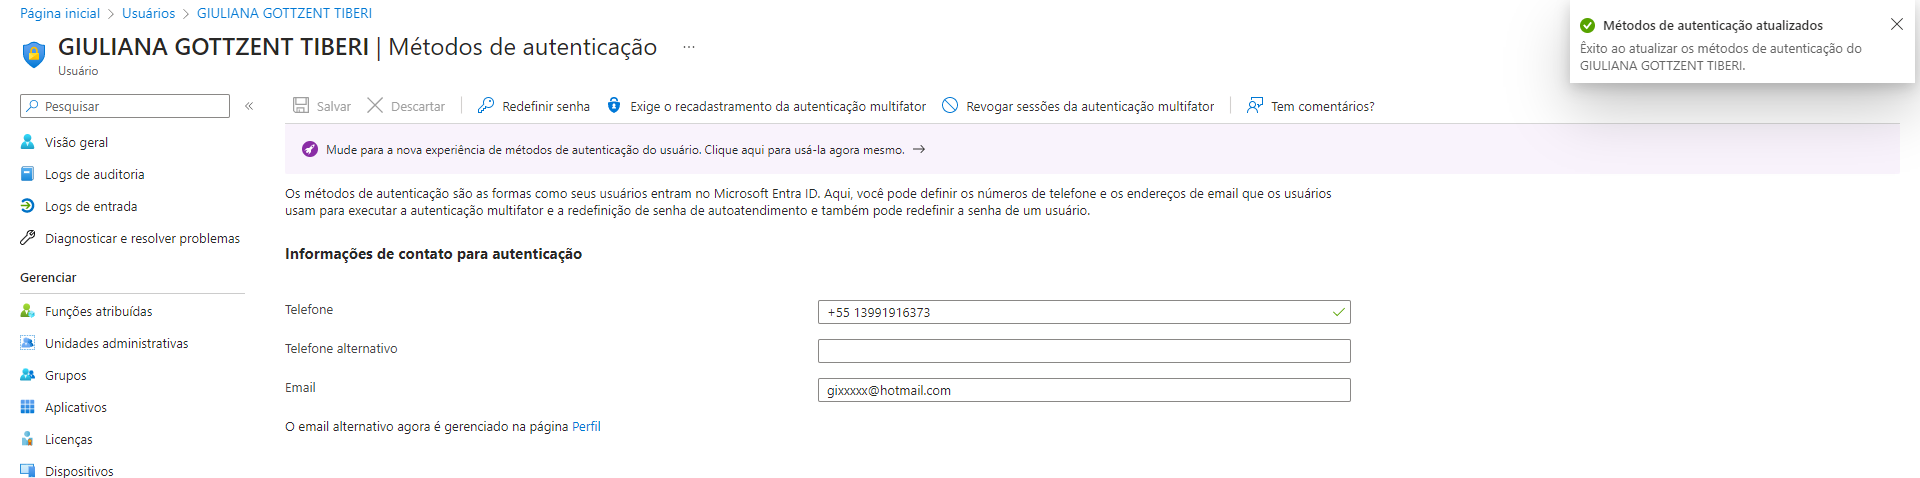 Página inicial > Usuários > GIULIANA GOTTZENT TIBERI
GIULIANA GOTTZENT TIBERI | Métodos de autenticação ...
Usuário
Métodos de autenticação atualizados
Êxito ao atualizar os métodos de autenticação do
GIULIANA GOTTZENT TIBERI.
Pesquisar
Visão geral
Logs de auditoria
Logs de entrada
Diagnosticar e resolver problemas
Gerenciar
Funções atribuídas
Unidades administrativas
Grupos
Aplicativos
Licenças
Dispositivos
Salvar Descartar Redefinir senha Exige o recadastramento da autenticação multifator Revogar sessões da autenticação multifator Tem comentários?
Mude para a nova experiência de métodos de autenticação do usuário. Clique aqui para usá-la agora mesmo. →
Os métodos de autenticação são as formas como seus usuários entram no Microsoft Entra ID. Aqui, você pode definir os números de telefone e os endereços de email que os usuários
usam para executar a autenticação multifator e a redefinição de senha de autoatendimento e também pode redefinir a senha de um usuário.
Informações de contato para autenticação
Telefone +55 13991916373
Telefone alternativo
Email gixxxxx@hotmail.com
O email alternativo agora é gerenciado na página Perfil